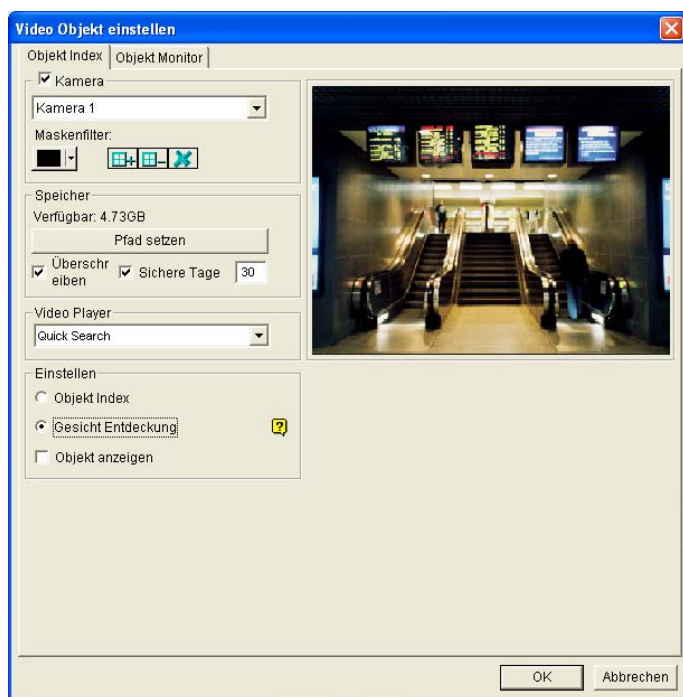 Video Objekt einstellen
Objekt Index
Objekt Monitor
Kamera
Kamera 1
Maskenfilter:
Speicher
Verfügbar: 4.73GB
Pfad setzen
Überschr
eiben
Sichere Tage
30
Video Player
Quick Search
Einstellen
Objekt Index
Gesicht Entdeckung
?
Objekt anzeigen
OK
Abbrechen